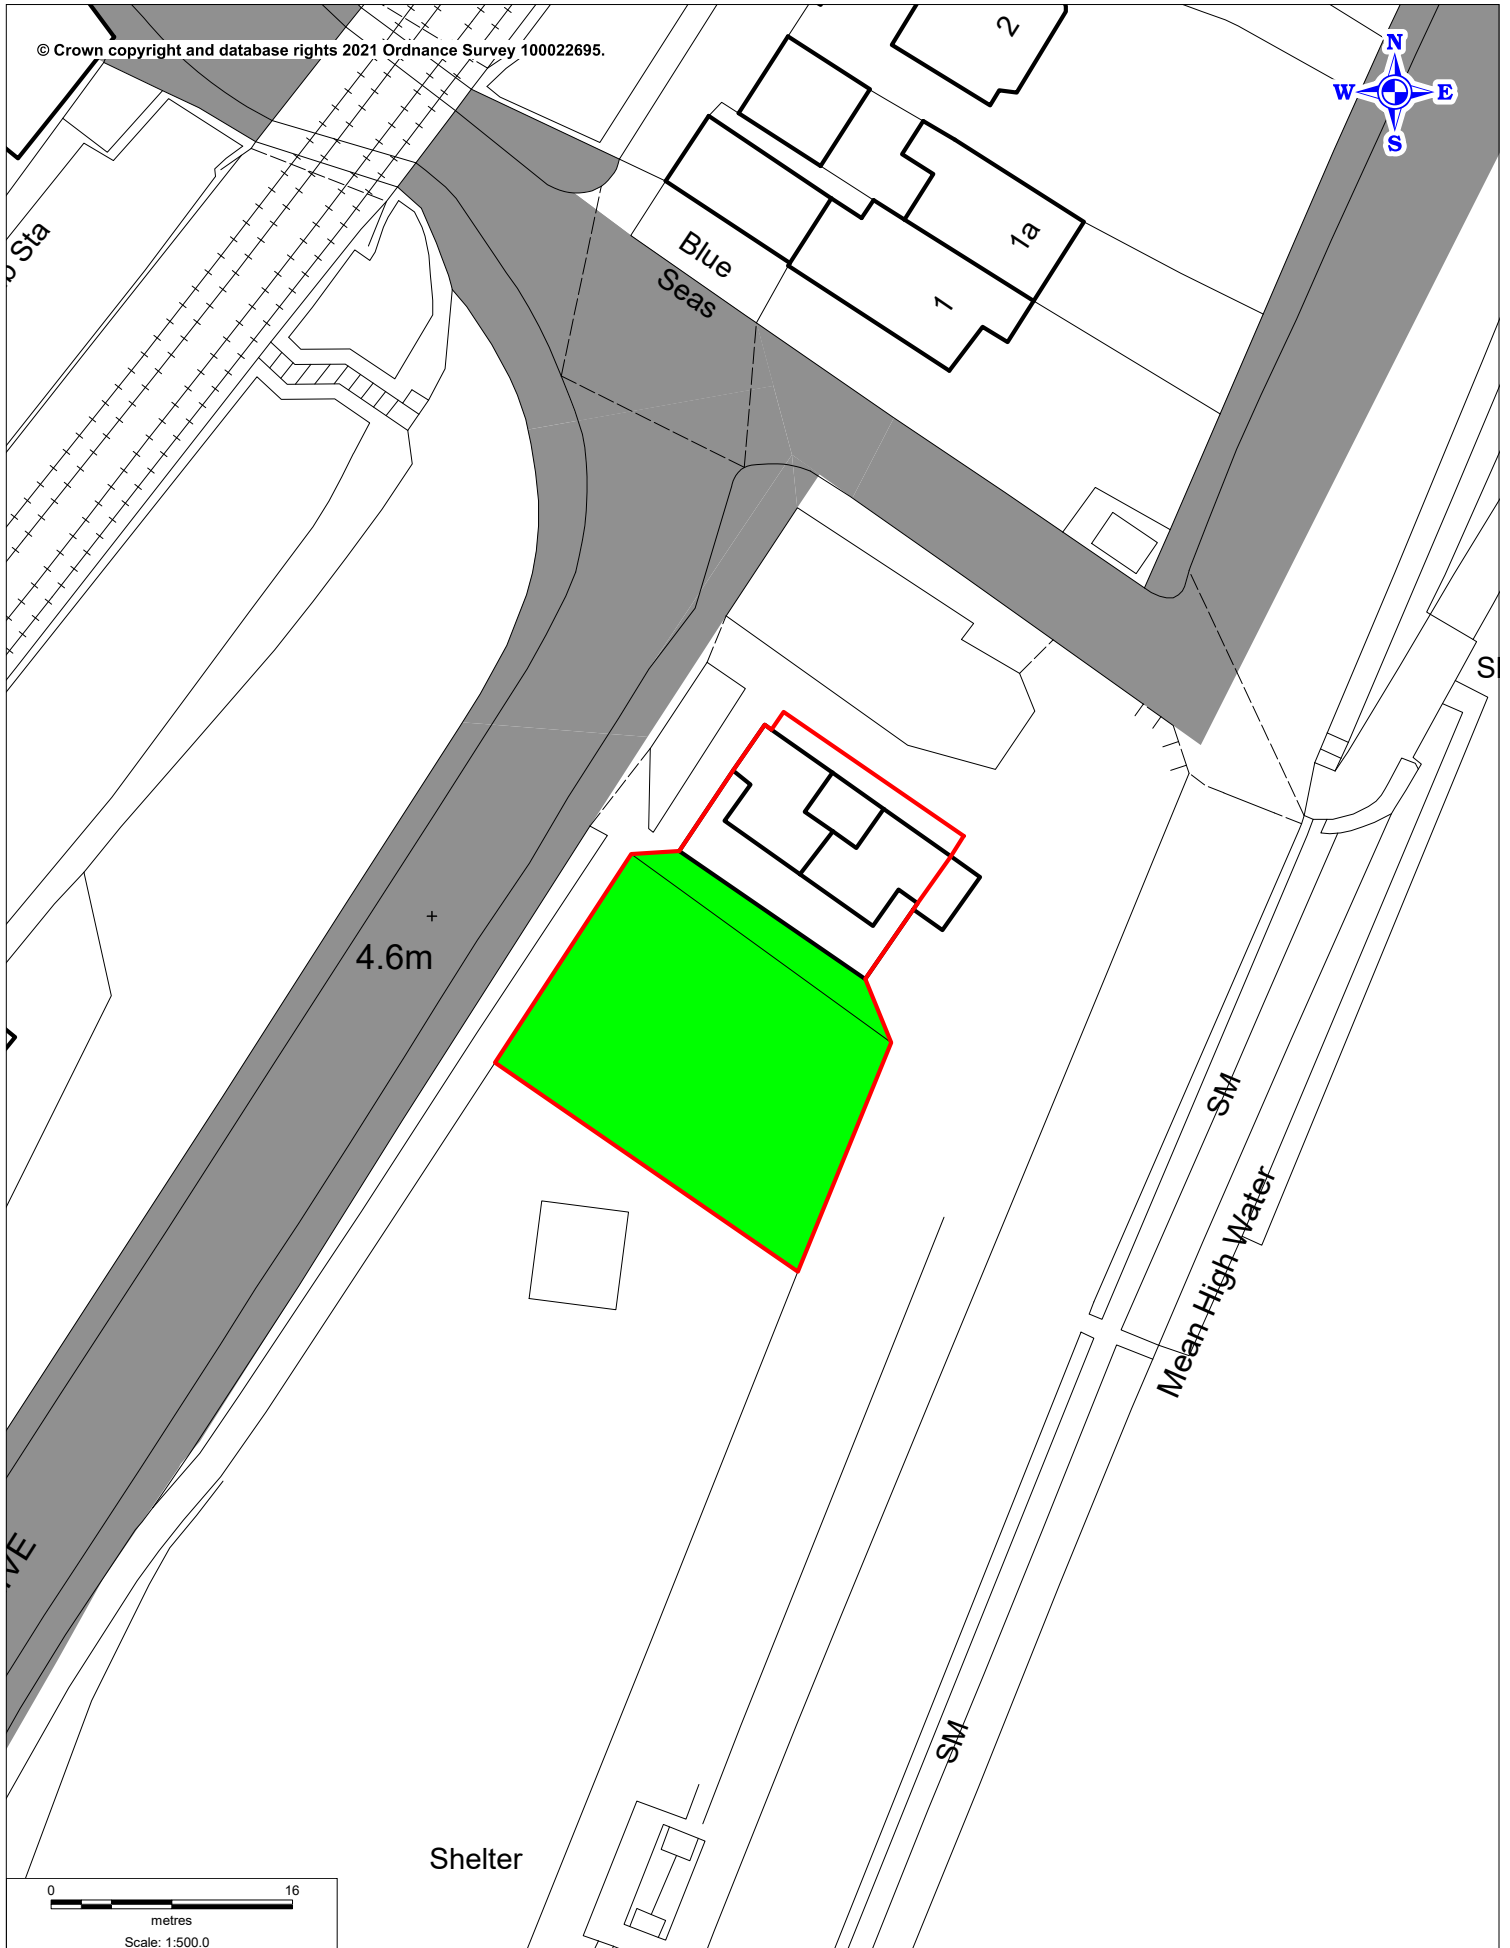 © Crown copyright and database rights 2021 Ordnance Survey 100022695.
N
W E
S
2
1a
1
Blue
Seas
Sta
4.6m
SM
Mean High Water
SM
Shelter
0 16
metres
Scale: 1:500.0